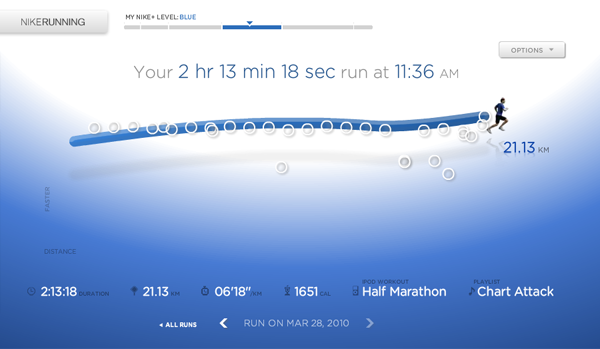 NIKERUNNING
MY NIKE+ LEVEL: BLUE
OPTIONS
Your 2 hr 13 min 18 sec run at 11:36 AM
21.13 KM
FASTER
DISTANCE
2:13:18 DURATION
21.13 KM
06'18" /KM
1651 CAL
IPOD WORKOUT
Half Marathon
PLAYLIST
Chart Attack
ALL RUNS
RUN ON MAR 28, 2010